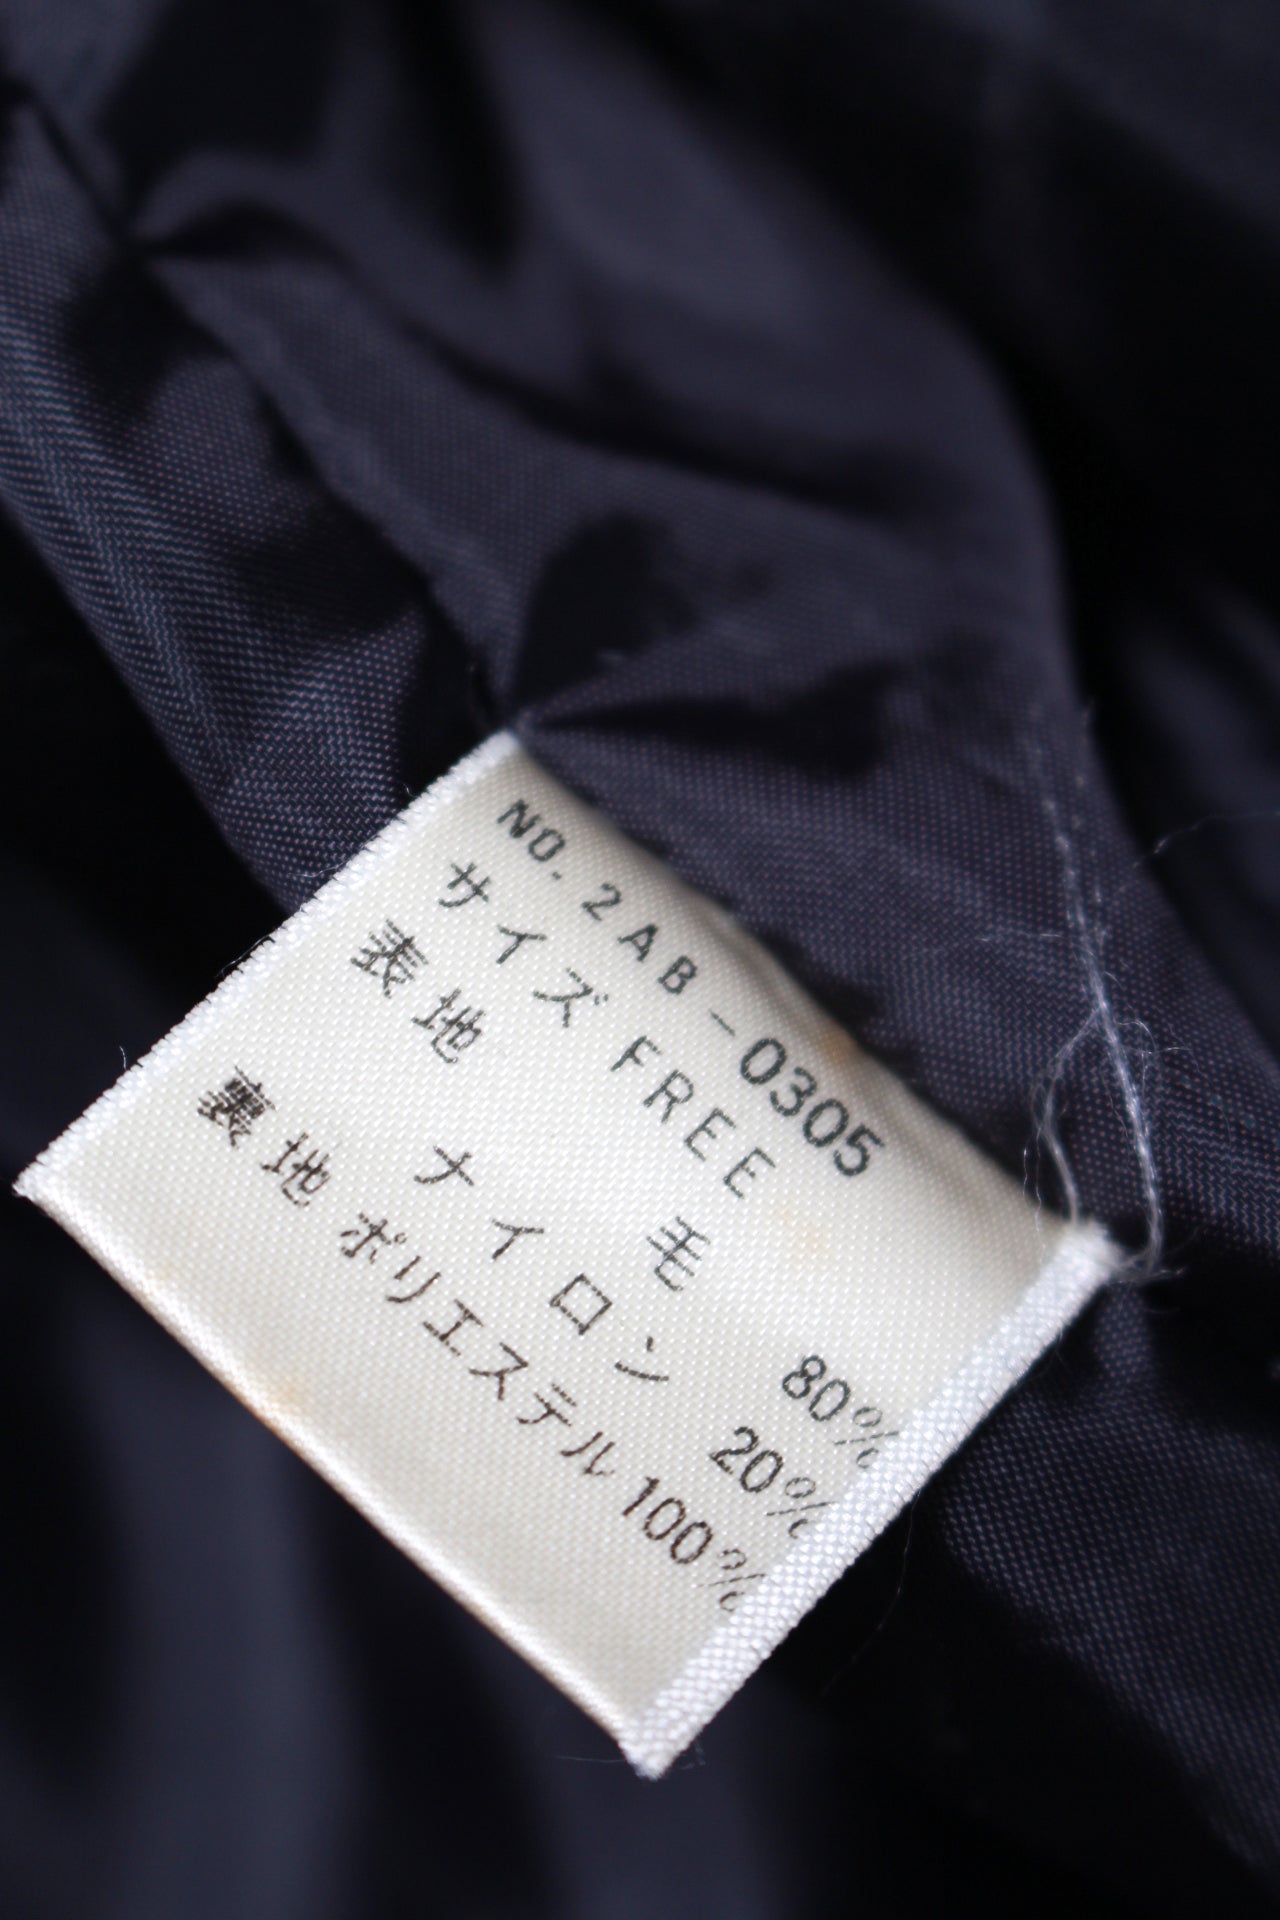 NO. 2AB-0305
サイズ FREE
表地 毛 80%
ナイロン 20%
裏地 ポリエステル 100%